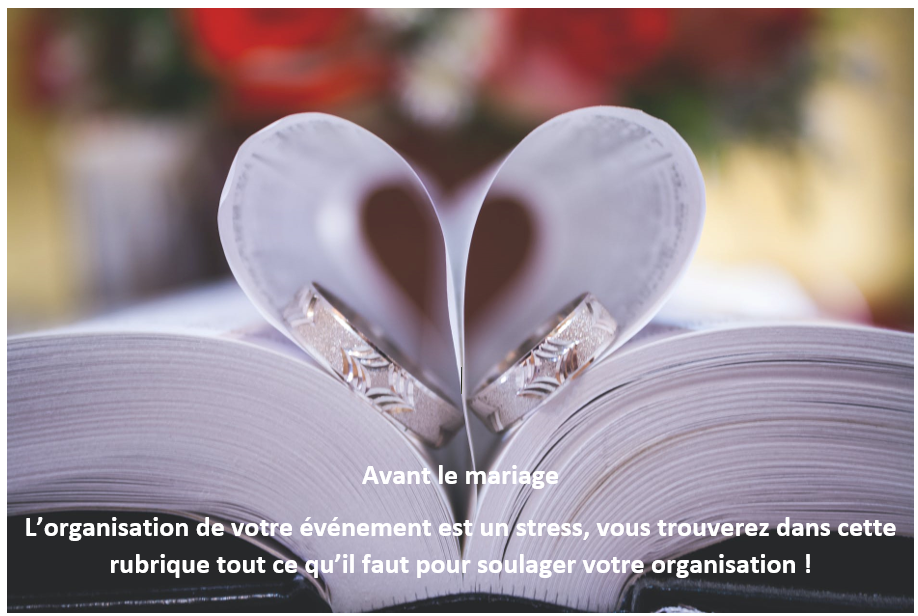 Avant le mariage
L’organisation de votre événement est un stress, vous trouverez dans cette
rubrique tout ce qu’il faut pour soulager votre organisation !